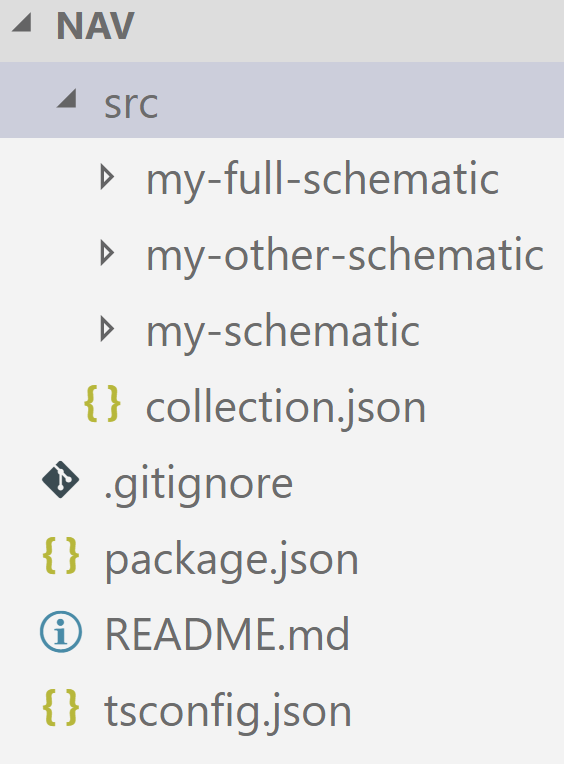 NAV
src
my-full-schematic
my-other-schematic
my-schematic
{ } collection.json
.gitignore
{ } package.json
i README.md
{ } tsconfig.json